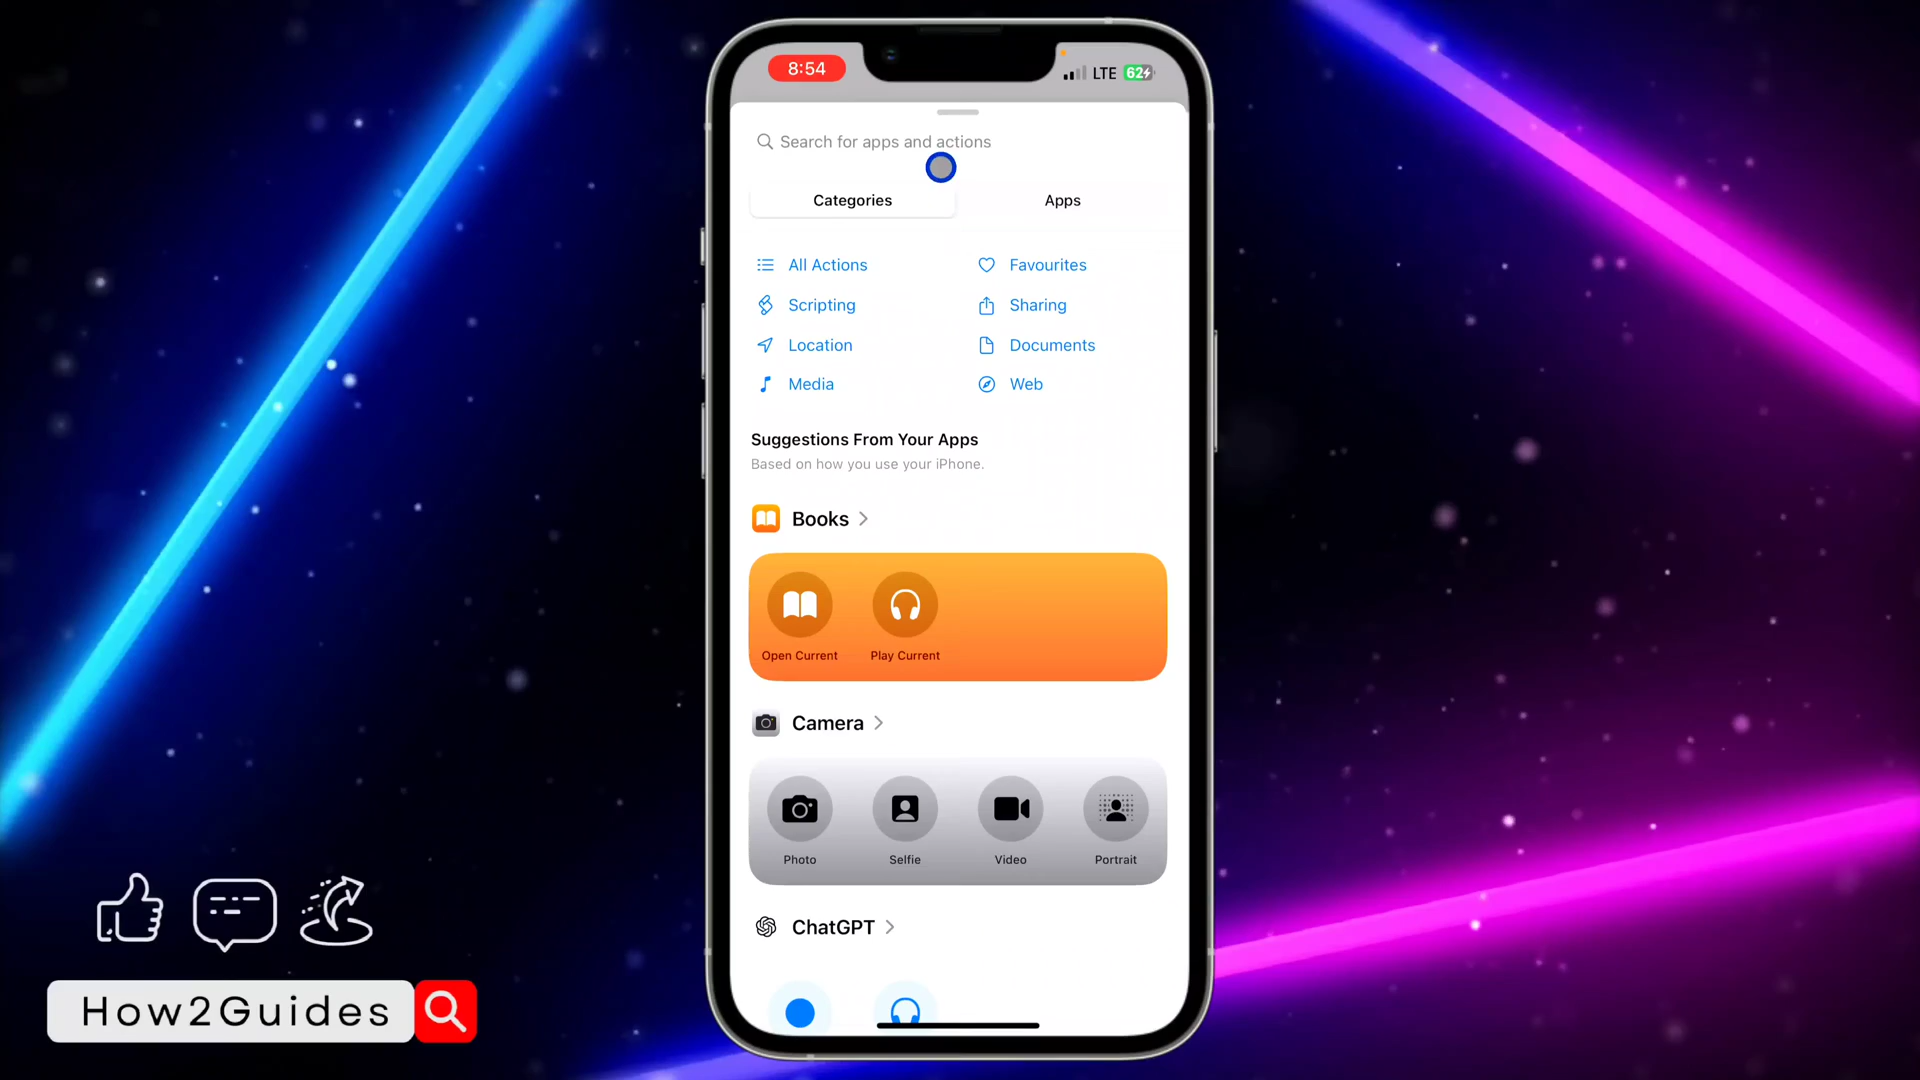 8:54
LTE 62
Search for apps and actions
Categories Apps
All Actions Favourites
Scripting Sharing
Location Documents
Media Web
Suggestions From Your Apps
Based on how you use your iPhone.
Books
Open Current Play Current
Camera
Photo Selfie Video Portrait
ChatGPT
How2Guides